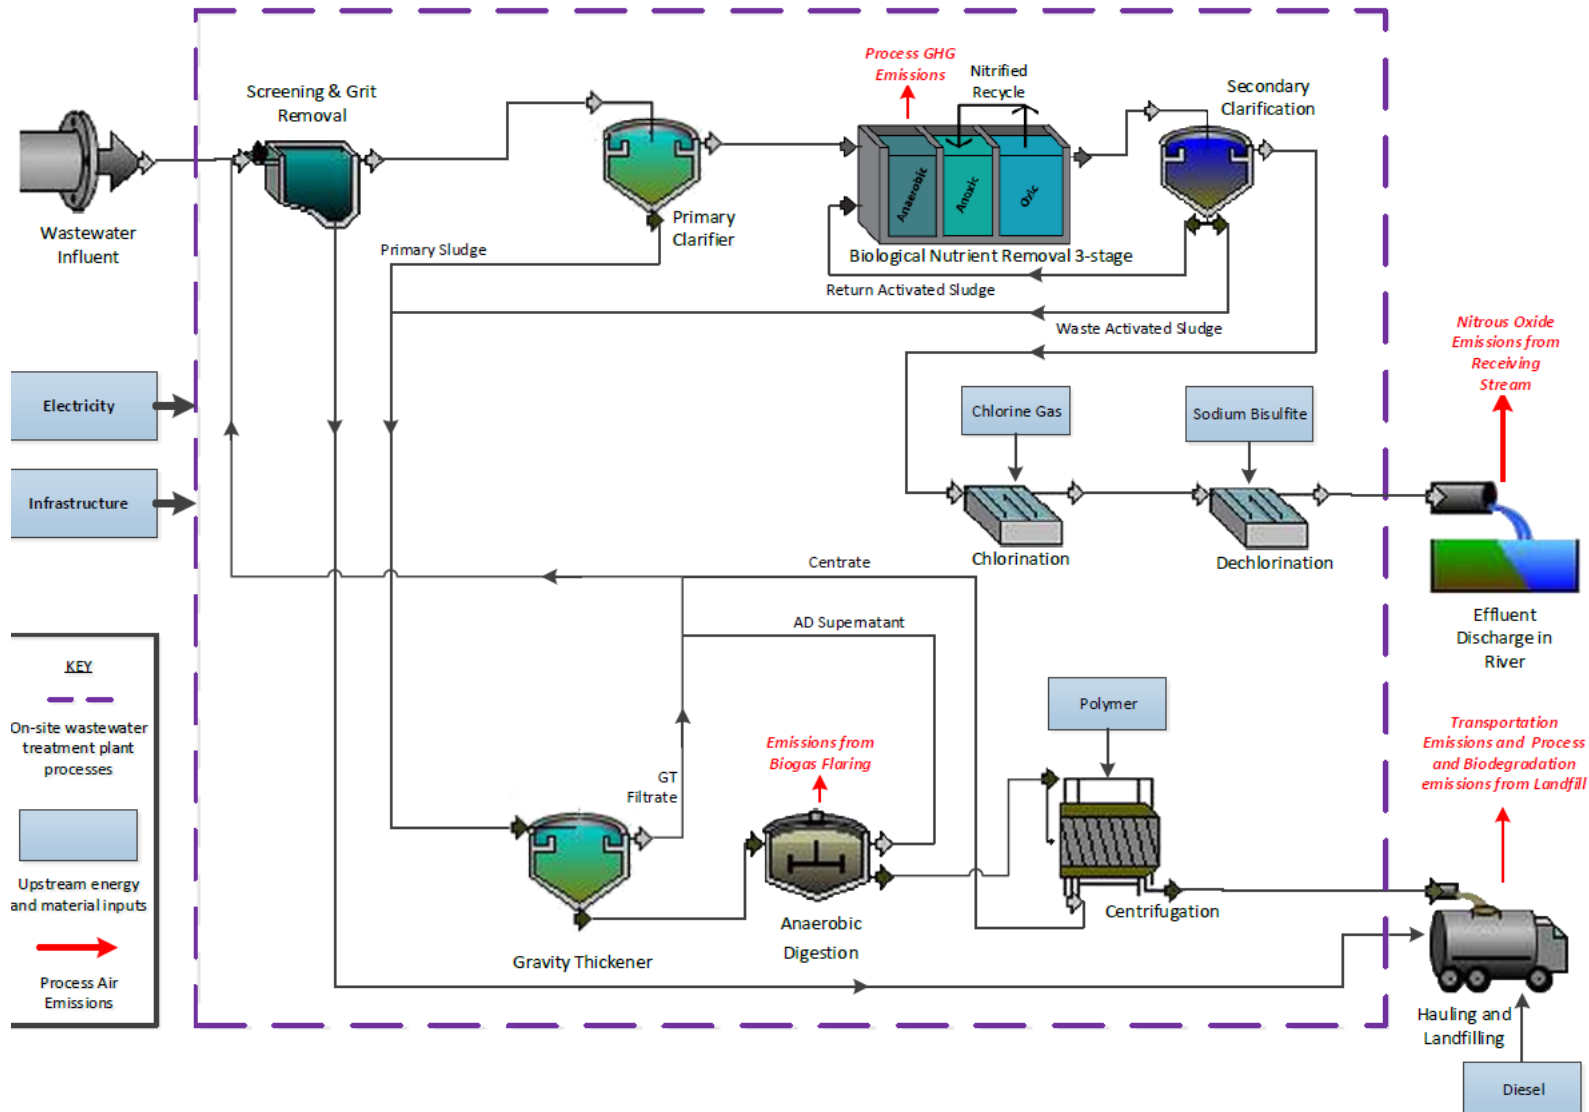 Process GHG
Emissions
Nitrified
Recycle
Secondary
Clarification
Screening & Grit
Removal
Wastewater
Influent
Primary
Clarifier
Anaerobic
Anoxic
Oxic
Biological Nutrient Removal 3-stage
Primary Sludge
Return Activated Sludge
Waste Activated Sludge
Nitrous Oxide
Emissions from
Receiving
Stream
Electricity
Infrastructure
Chlorine Gas
Sodium Bisulfite
Chlorination
Dechlorination
Effluent
Discharge in
River
Centrate
AD Supernatant
GT
Filtrate
Emissions from
Biogas Flaring
Polymer
Transportation
Emissions and Process
and Biodegradation
emissions from Landfill
Gravity Thickener
Anaerobic
Digestion
Centrifugation
Hauling and
Landfilling
Diesel
KEY
On-site wastewater
treatment plant
processes
Upstream energy
and material inputs
Process Air
Emissions